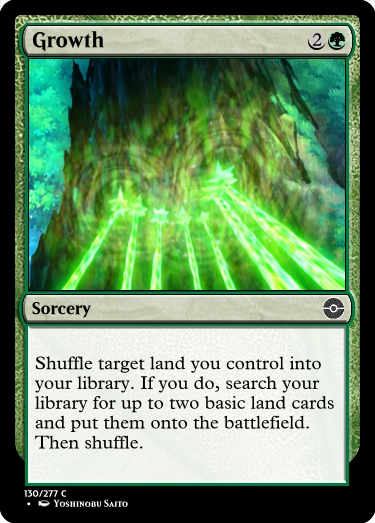 Growth 2
Sorcery
Shuffle target land you control into
your library. If you do, search your
library for up to two basic land cards
and put them onto the battlefield.
Then shuffle.
130/277 C
• Yoshinobu Saito